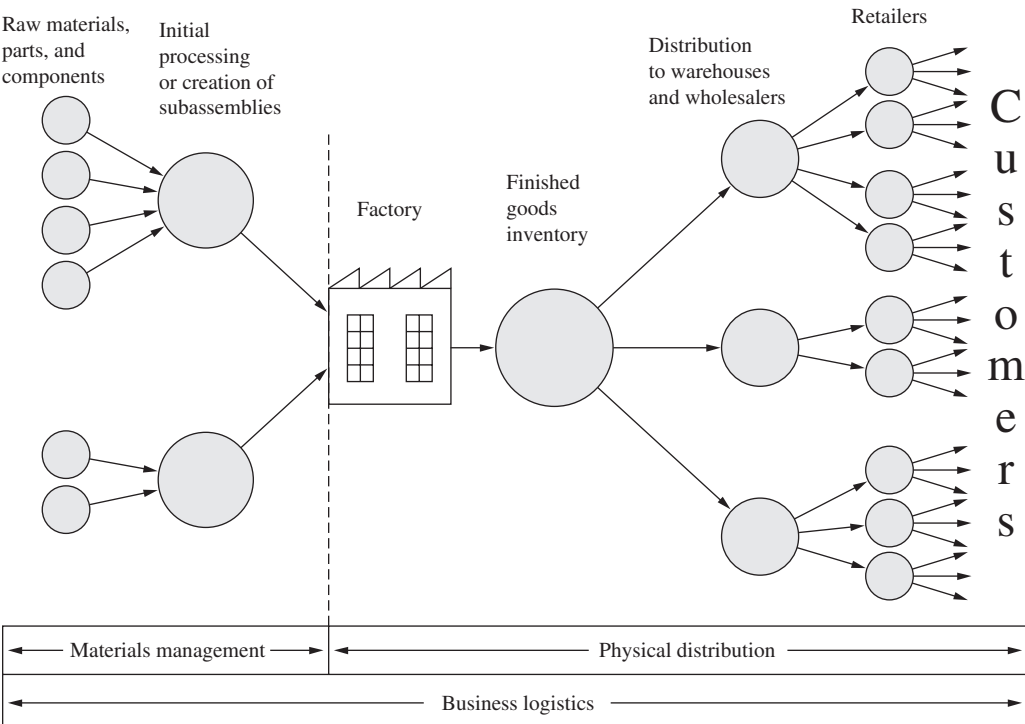 Raw materials,
parts, and
components
Initial
processing
or creation of
subassemblies
Factory
Finished
goods
inventory
Distribution
to warehouses
and wholesalers
Retailers
Customers
Materials management
Physical distribution
Business logistics